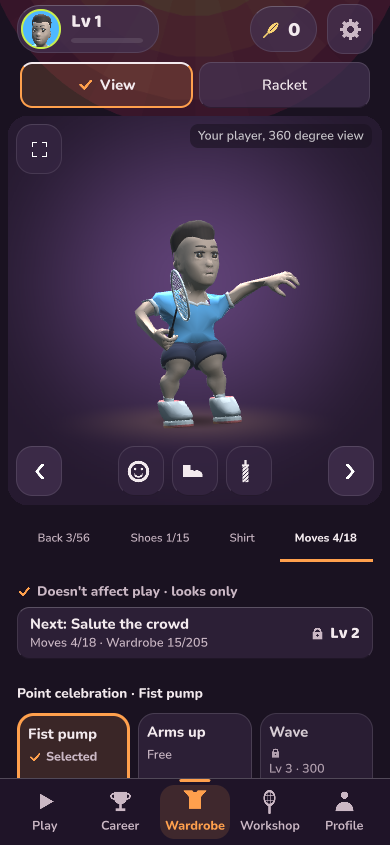 Lv 1
0
View
Racket
Your player, 360 degree view
Back 3/56
Shoes 1/15
Shirt
Moves 4/18
Doesn't affect play · looks only
Next: Salute the crowd
Moves 4/18 · Wardrobe 15/205
Lv 2
Point celebration · Fist pump
Fist pump
Selected
Arms up
Free
Wave
Lv 3 · 300
Play
Career
Wardrobe
Workshop
Profile